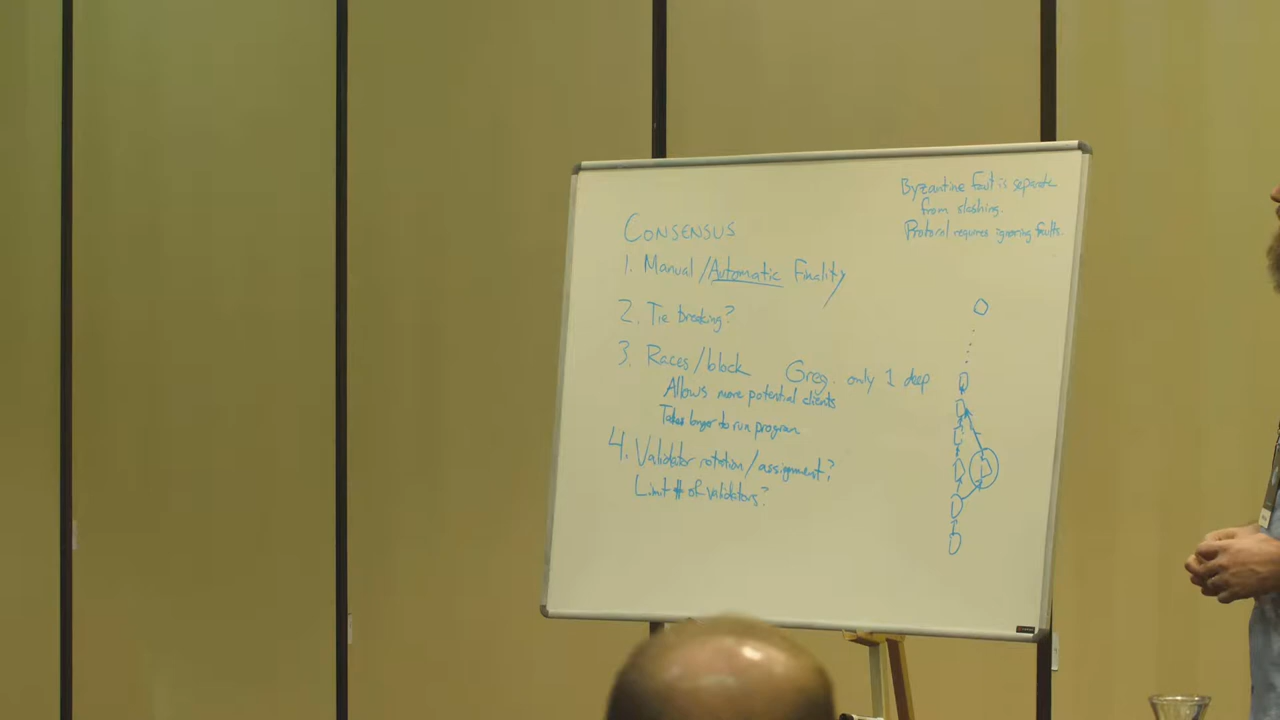 Byzantine fault is separate
from slashing.
Protocol requires ignoring faults.
CONSENSUS
1. Manual/Automatic Finality
2. Tie breaking?
3. Races/block Greg. only 1 deep
Allows more potential clients
Takes longer to run program
4. Validator rotation/assignment?
Limit # of validators?